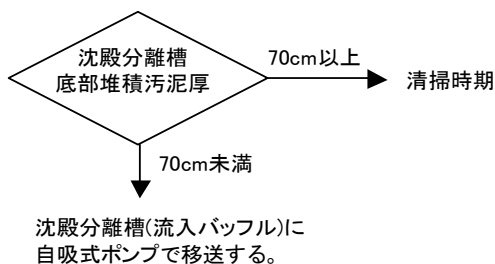 沈殿分離槽
底部堆積汚泥厚
70cm以上
清掃時期
70cm未満
沈殿分離槽(流入バッフル)に
自吸式ポンプで移送する。